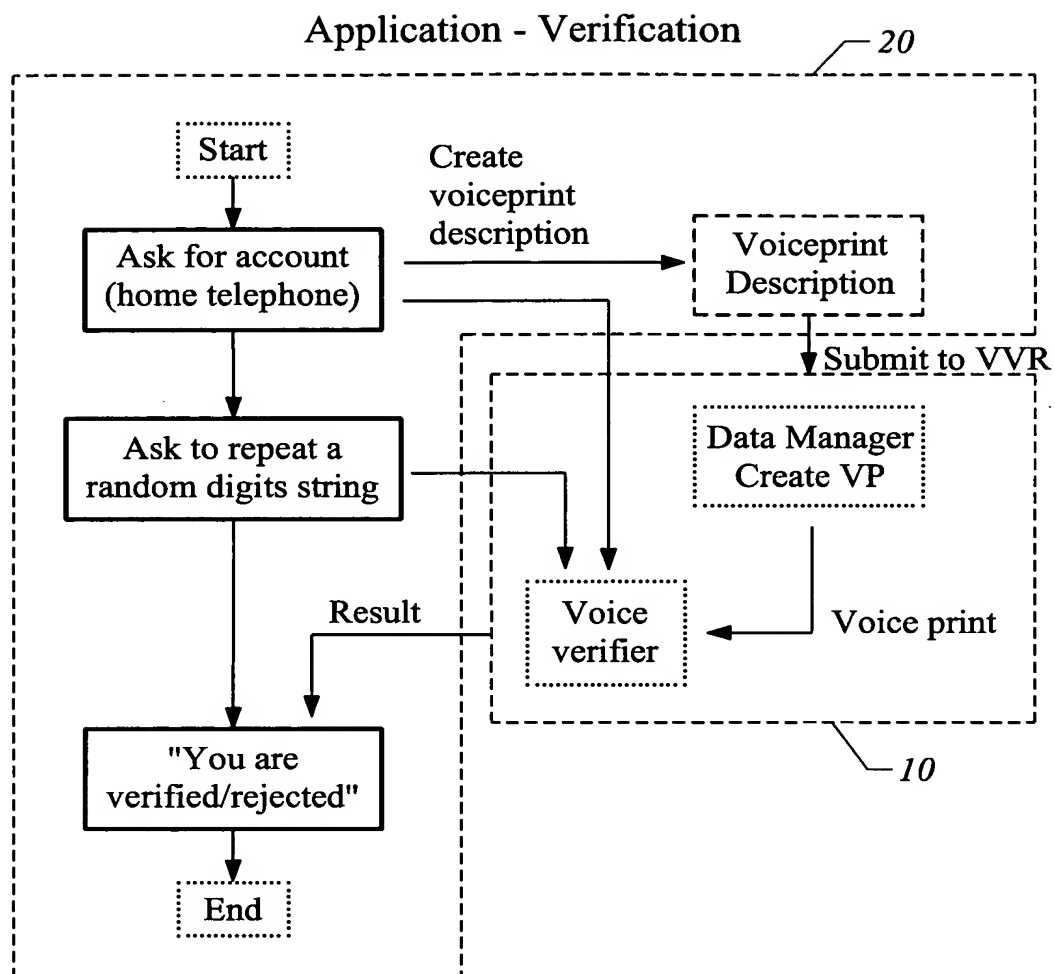 Application - Verification
20
Start
Create
voiceprint
description
Ask for account
(home telephone)
Voiceprint
Description
Submit to VVR
Ask to repeat a
random digits string
Data Manager
Create VP
Result
Voice
verifier
Voice print
"You are
verified/rejected"
10
End